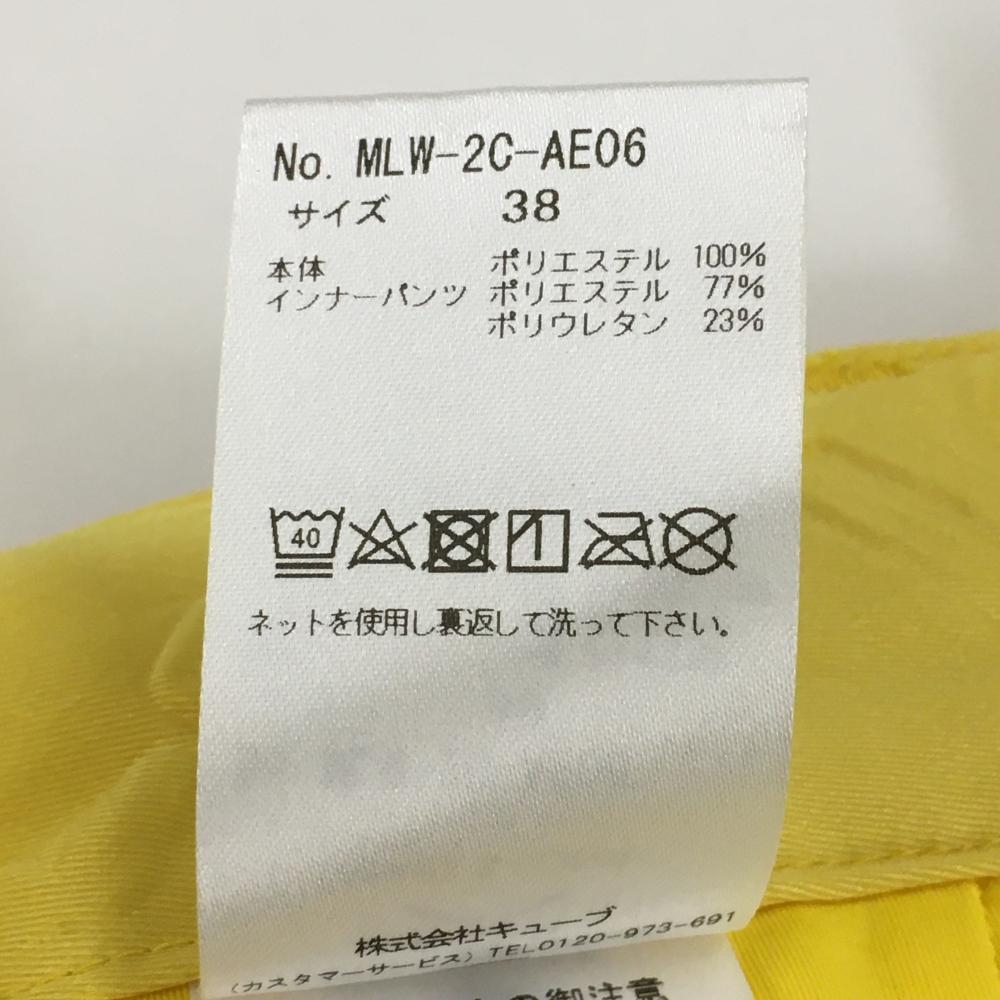 No. MLW-2C-AE06
サイズ 38
本体 ポリエステル 100%
インナーパンツ ポリエステル 77%
ポリウレタン 23%
40
ネットを使用し裏返して洗って下さい。
株式会社キューブ
(カスタマーサービス) TEL0120-973-691
の御注意